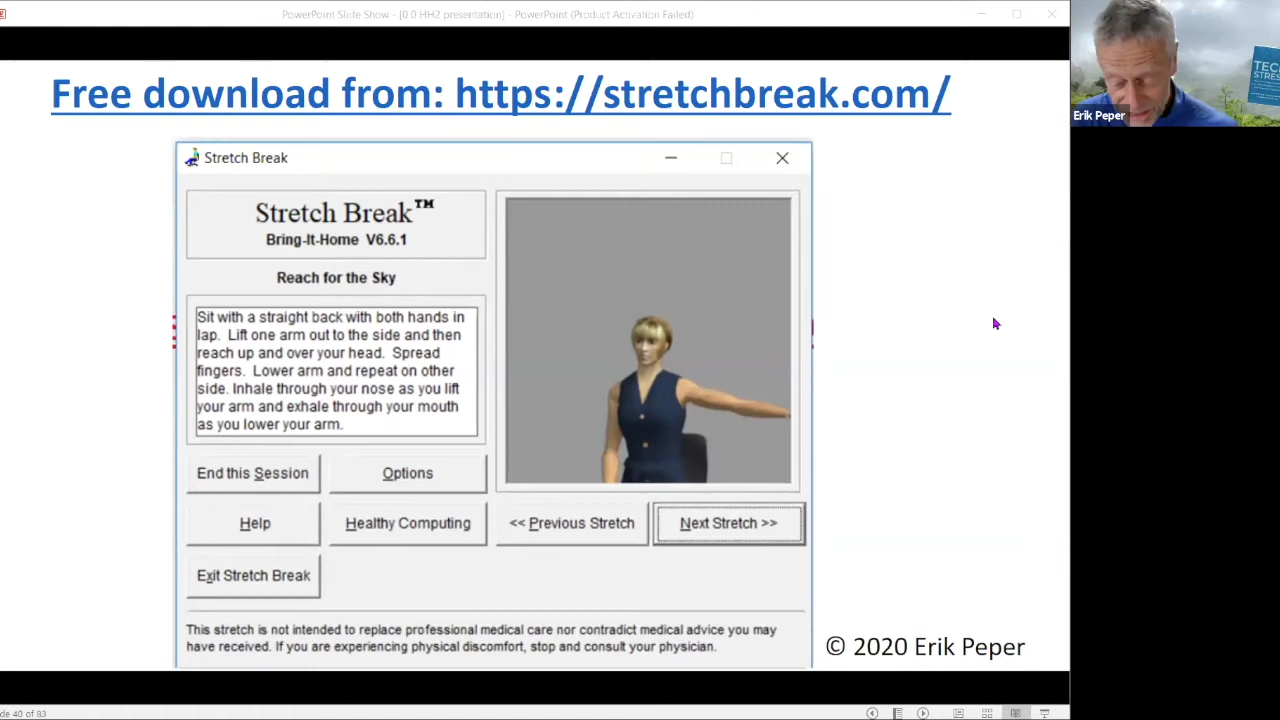 PowerPoint Slide Show - [0 0 HH2 presentation] - PowerPoint (Product Activation Failed)
Free download from: https://stretchbreak.com/
Stretch Break
Stretch Break™
Bring-It-Home V6.6.1
Reach for the Sky
Sit with a straight back with both hands in
lap. Lift one arm out to the side and then
reach up and over your head. Spread
fingers. Lower arm and repeat on other
side. Inhale through your nose as you lift
your arm and exhale through your mouth
as you lower your arm.
End this Session
Options
Help
Healthy Computing
<< Previous Stretch
Next Stretch >>
Exit Stretch Break
This stretch is not intended to replace professional medical care nor contradict medical advice you may
have received. If you are experiencing physical discomfort, stop and consult your physician.
© 2020 Erik Peper
TECH
STRES
Erik Peper
de 40 of 83